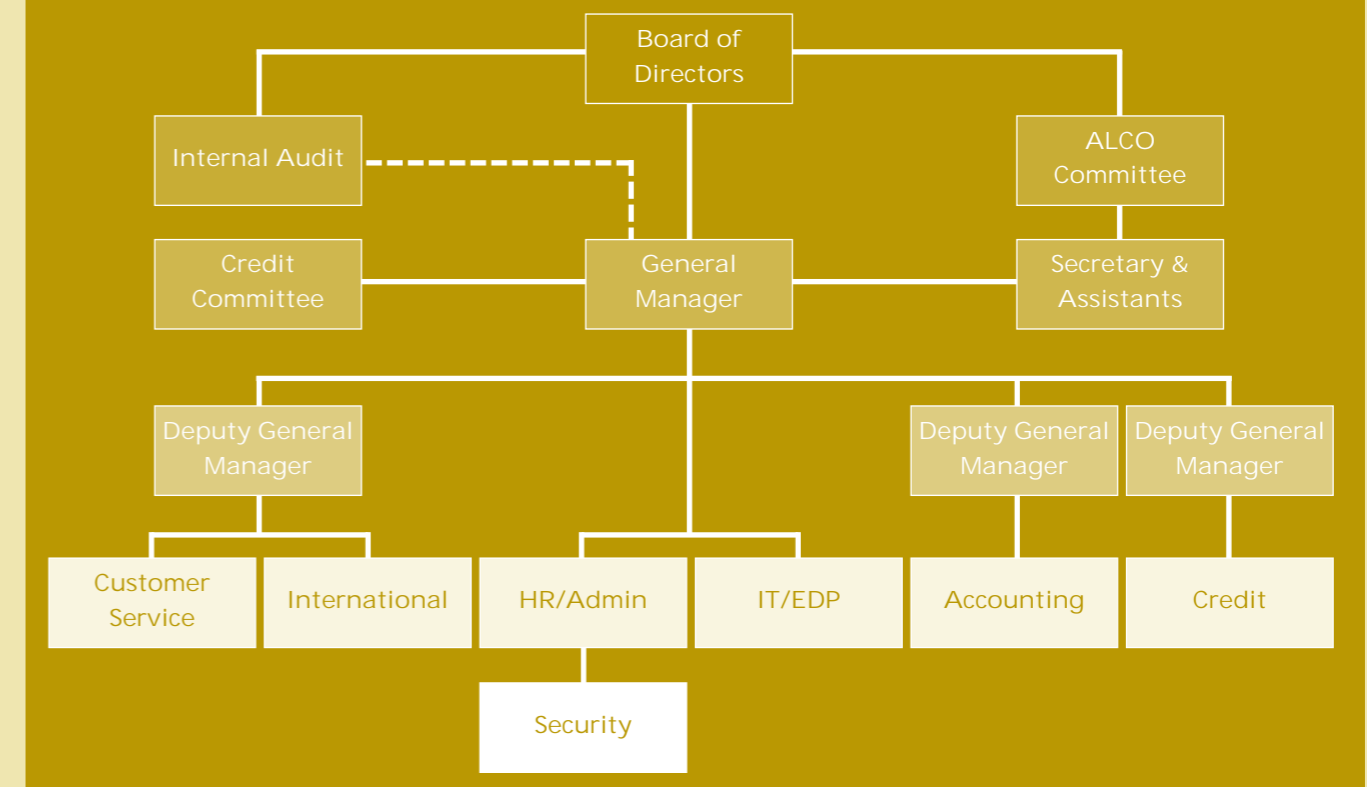 Board of
Directors
Internal Audit
ALCO
Committee
Credit
Committee
General
Manager
Secretary &
Assistants
Deputy General
Manager
Deputy General
Manager
Deputy General
Manager
Customer
Service
International
HR/Admin
IT/EDP
Accounting
Credit
Security